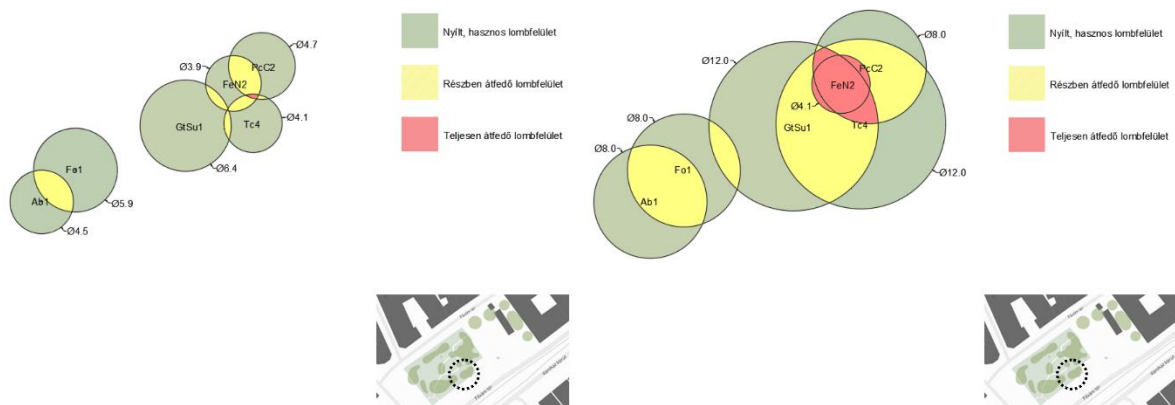 Ø4.7
Ø3.9
PcC2
FeN2
GtSu1
Tc4
Ø4.1
Ø6.4
Fo1
Ab1
Ø5.9
Ø4.5
Nyílt, hasznos lombfelület
Részben átfedő lombfelület
Teljesen átfedő lombfelület
Ø8.0
Ø12.0
PcC2
FeN2
Ø4.1
GtSu1
Tc4
Ø8.0
Ø8.0
Fo1
Ab1
Ø12.0
Nyílt, hasznos lombfelület
Részben átfedő lombfelület
Teljesen átfedő lombfelület